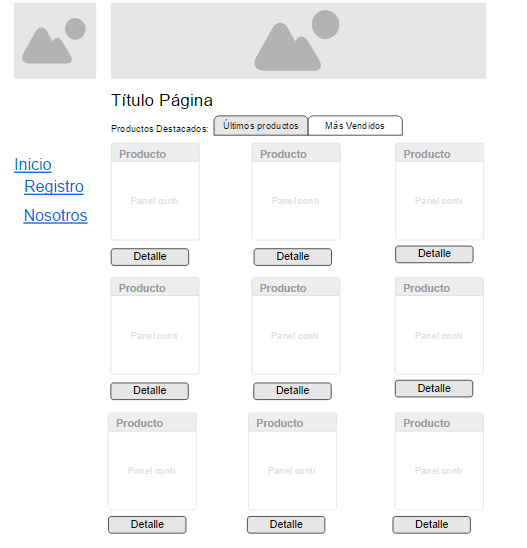 Título Página
Productos Destacados: Últimos productos Más Vendidos
Inicio
Registro
Nosotros
Producto Producto Producto
Panel conti Panel conti Panel conti
Detalle Detalle Detalle
Producto Producto Producto
Panel conti Panel conti Panel conti
Detalle Detalle Detalle
Producto Producto Producto
Panel conti Panel conti Panel conti
Detalle Detalle Detalle